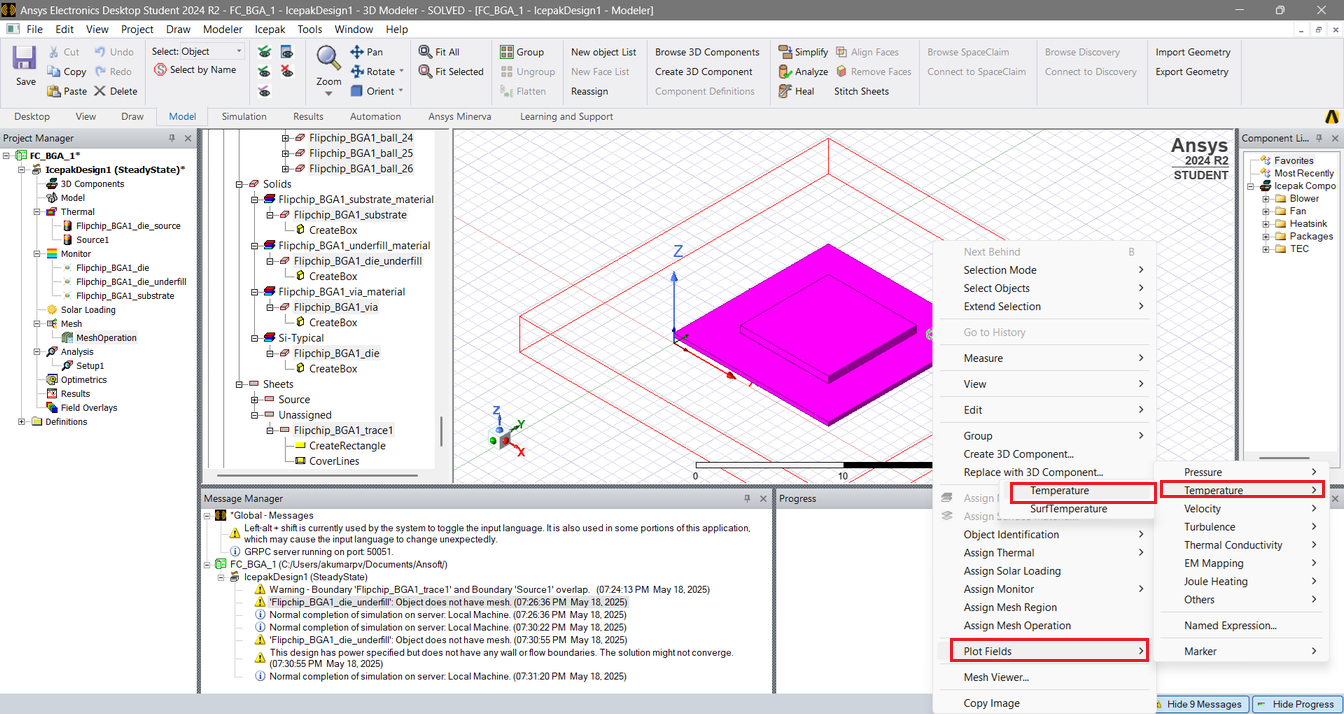 Ansys Electronics Desktop Student 2024 R2 - FC_BGA_1 - IcepakDesign1 - 3D Modeler - SOLVED - [FC_BGA_1 - IcepakDesign1 - Modeler]
File Edit View Project Draw Modeler Icepak Tools Window Help
Save
Cut Undo
Copy Redo
Paste Delete
Select: Object
Select by Name
Zoom
Pan
Rotate
Orient
Fit All
Fit Selected
Group
Ungroup
Flatten
New object List
New Face List
Reassign
Browse 3D Components
Create 3D Component
Component Definitions
Simplify Align Faces
Analyze Remove Faces
Heal Stitch Sheets
Browse SpaceClaim
Connect to SpaceClaim
Browse Discovery
Connect to Discovery
Import Geometry
Export Geometry
Desktop View Draw Model Simulation Results Automation Ansys Minerva Learning and Support
Project Manager
FC_BGA_1*
IcepakDesign1 (SteadyState)*
3D Components
Model
Thermal
Flipchip_BGA1_die_source
Source1
Monitor
Flipchip_BGA1_die
Flipchip_BGA1_die_underfill
Flipchip_BGA1_substrate
Solar Loading
Mesh
MeshOperation
Analysis
Setup1
Optimetrics
Results
Field Overlays
Definitions
Flipchip_BGA1_ball_24
Flipchip_BGA1_ball_25
Flipchip_BGA1_ball_26
Solids
Flipchip_BGA1_substrate_material
Flipchip_BGA1_substrate
CreateBox
Flipchip_BGA1_underfill_material
Flipchip_BGA1_die_underfill
CreateBox
Flipchip_BGA1_via_material
Flipchip_BGA1_via
CreateBox
Si-Typical
Flipchip_BGA1_die
CreateBox
Sheets
Source
Unassigned
Flipchip_BGA1_trace1
CreateRectangle
CoverLines
Z
Z
Y
X
0
10
Ansys
2024 R2
STUDENT
Next Behind B
Selection Mode
Select Objects
Extend Selection
Go to History
Measure
View
Edit
Group
Create 3D Component...
Replace with 3D Component...
Assign
Assign
Object Identification
Assign Thermal
Assign Solar Loading
Assign Monitor
Assign Mesh Region
Assign Mesh Operation
Plot Fields
Mesh Viewer...
Copy Image
Temperature
SurfTemperature
Pressure
Temperature
Velocity
Turbulence
Thermal Conductivity
EM Mapping
Joule Heating
Others
Named Expression...
Marker
Component Li...
Favorites
Most Recently
Icepak Compo
Blower
Fan
Heatsink
Packages
TEC
Message Manager
*Global - Messages
Left-alt + shift is currently used by the system to toggle the input language. It is also used in some portions of this application,
which may cause the input language to change unexpectedly.
GRPC server running on port: 50051.
FC_BGA_1 (C:/Users/akumarpv/Documents/Ansoft/)
IcepakDesign1 (SteadyState)
Warning - Boundary 'Flipchip_BGA1_trace1' and Boundary 'Source1' overlap. (07:24:13 PM May 18, 2025)
'Flipchip_BGA1_die_underfill': Object does not have mesh. (07:26:36 PM May 18, 2025)
Normal completion of simulation on server: Local Machine. (07:26:36 PM May 18, 2025)
Normal completion of simulation on server: Local Machine. (07:30:22 PM May 18, 2025)
'Flipchip_BGA1_die_underfill': Object does not have mesh. (07:30:55 PM May 18, 2025)
This design has power specified but does not have any wall or flow boundaries. The solution might not converge.
(07:30:55 PM May 18, 2025)
Normal completion of simulation on server: Local Machine. (07:31:20 PM May 18, 2025)
Progress
Hide 9 Messages Hide Progress